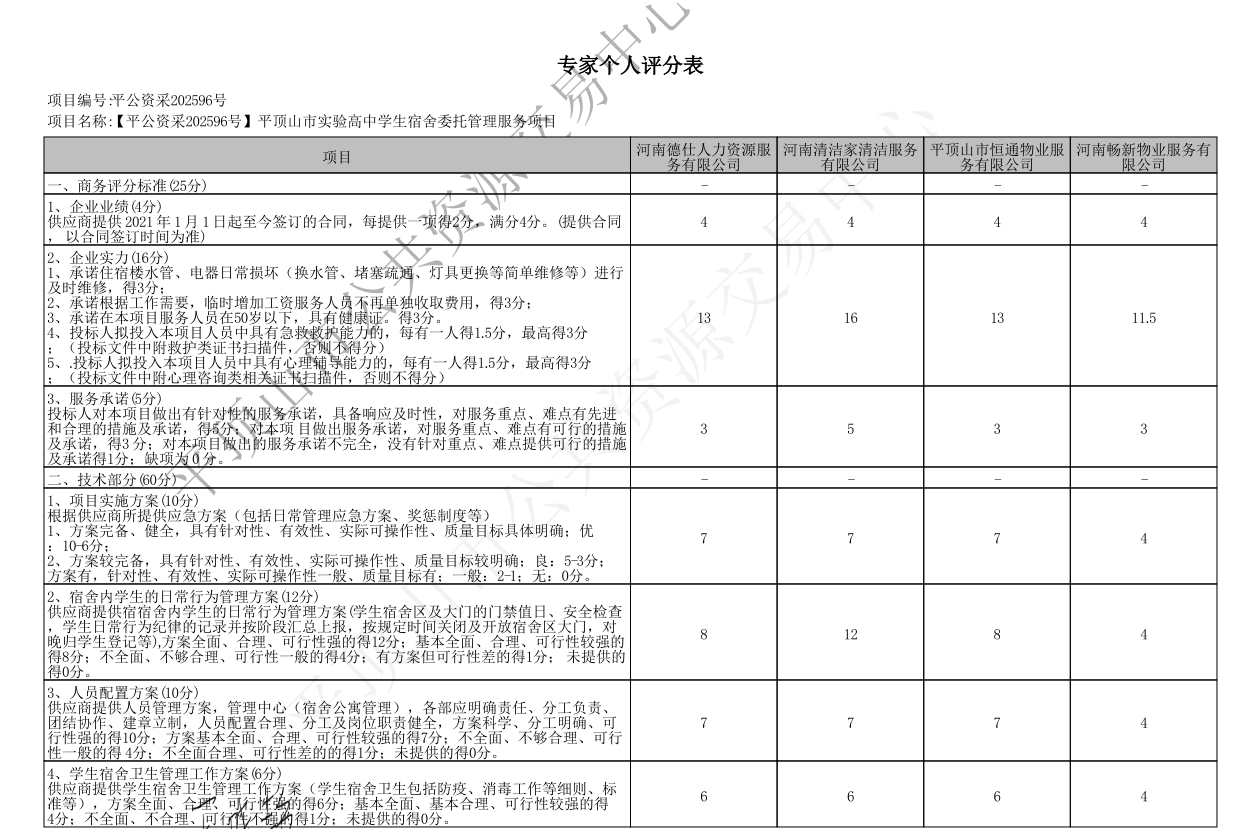 专家个人评分表
项目编号:平公资采202596号
项目名称:【平公资采202596号】平顶山市实验高中学生宿舍委托管理服务项目
项目 河南德仕人力资源服 河南清洁家清洁服务 平顶山市恒通物业服 河南畅新物业服务有
务有限公司 有限公司 务有限公司 限公司
一、商务评分标准(25分) – – – –
1、企业业绩(4分)
供应商提供 2021 年 1 月 1 日起至今签订的合同，每提供一项得2分，满分4分。(提供合同
，以合同签订时间为准) 4 4 4 4
2、企业实力(16分)
1、承诺住宿楼水管、电器日常损坏（换水管、堵塞疏通、灯具更换等简单维修等）进行
及时维修，得3分；
2、承诺根据工作需要，临时增加工资服务人员不再单独收取费用，得3分；
3、承诺在本项目服务人员在50岁以下，具有健康证。得3分。
4、投标人拟投入本项目人员中具有急救救护能力的，每有一人得1.5分，最高得3分
；（投标文件中附救护类证书扫描件，否则不得分）
5、.投标人拟投入本项目人员中具有心理辅导能力的，每有一人得1.5分，最高得3分
；（投标文件中附心理咨询类相关证书扫描件，否则不得分） 13 16 13 11.5
3、服务承诺(5分)
投标人对本项目做出有针对性的服务承诺，具备响应及时性，对服务重点、难点有先进
和合理的措施及承诺，得5分；对本项目做出服务承诺，对服务重点、难点有可行的措施
及承诺，得3 分；对本项目做出的服务承诺不完全，没有针对重点、难点提供可行的措施
及承诺得1分；缺项为 0 分。 3 5 3 3
二、技术部分(60分) – – – –
1、项目实施方案(10分)
根据供应商所提供应急方案（包括日常管理应急方案、奖惩制度等）
1、方案完备、健全，具有针对性、有效性、实际可操作性、质量目标具体明确；优
：10-6分；
2、方案较完备，具有针对性、有效性、实际可操作性、质量目标较明确；良：5-3分；
方案有，针对性、有效性、实际可操作性一般、质量目标有；一般：2-1；无：0分。 7 7 7 4
2、宿舍内学生的日常行为管理方案(12分)
供应商提供宿宿舍内学生的日常行为管理方案(学生宿舍区及大门的门禁值日、安全检查
，学生日常行为纪律的记录并按阶段汇总上报，按规定时间关闭及开放宿舍区大门，对
晚归学生登记等),方案全面、合理、可行性强的得12分；基本全面、合理、可行性较强的
得8分；不全面、不够合理、可行性一般的得4分；有方案但可行性差的得1分； 未提供的
得0分。 8 12 8 4
3、人员配置方案(10分)
供应商提供人员管理方案，管理中心（宿舍公寓管理），各部应明确责任、分工负责、
团结协作、建章立制，人员配置合理、分工及岗位职责健全，方案科学、分工明确、可
行性强的得10分；方案基本全面、合理、可行性较强的得7分；不全面、不够合理、可行
性一般的得 4分；不全面合理、可行性差的的得1分；未提供的得0分。 7 7 7 4
4、学生宿舍卫生管理工作方案(6分)
供应商提供学生宿舍卫生管理工作方案（学生宿舍卫生包括防疫、消毒工作等细则、标
准等），方案全面、合理、可行性强的得6分；基本全面、基本合理、可行性较强的得
4分；不全面、不合理、可行性不强的得1分；未提供的得0分。 6 6 6 4
平顶山市公共资源交易中心
平顶山市公共资源交易中心